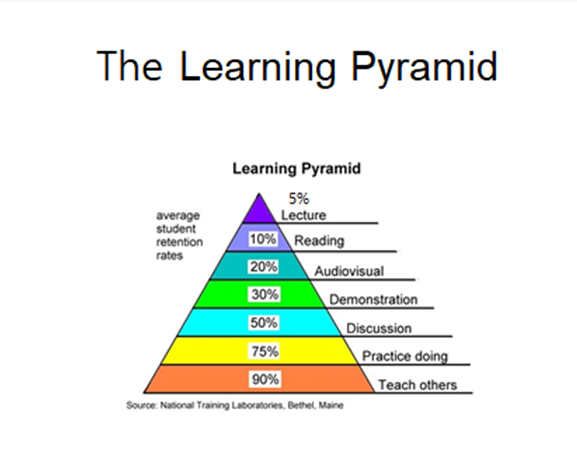 The Learning Pyramid
Learning Pyramid
average
student
retention
rates
5%
Lecture
10% Reading
20% Audiovisual
30% Demonstration
50% Discussion
75% Practice doing
90% Teach others
Source: National Training Laboratories, Bethel, Maine